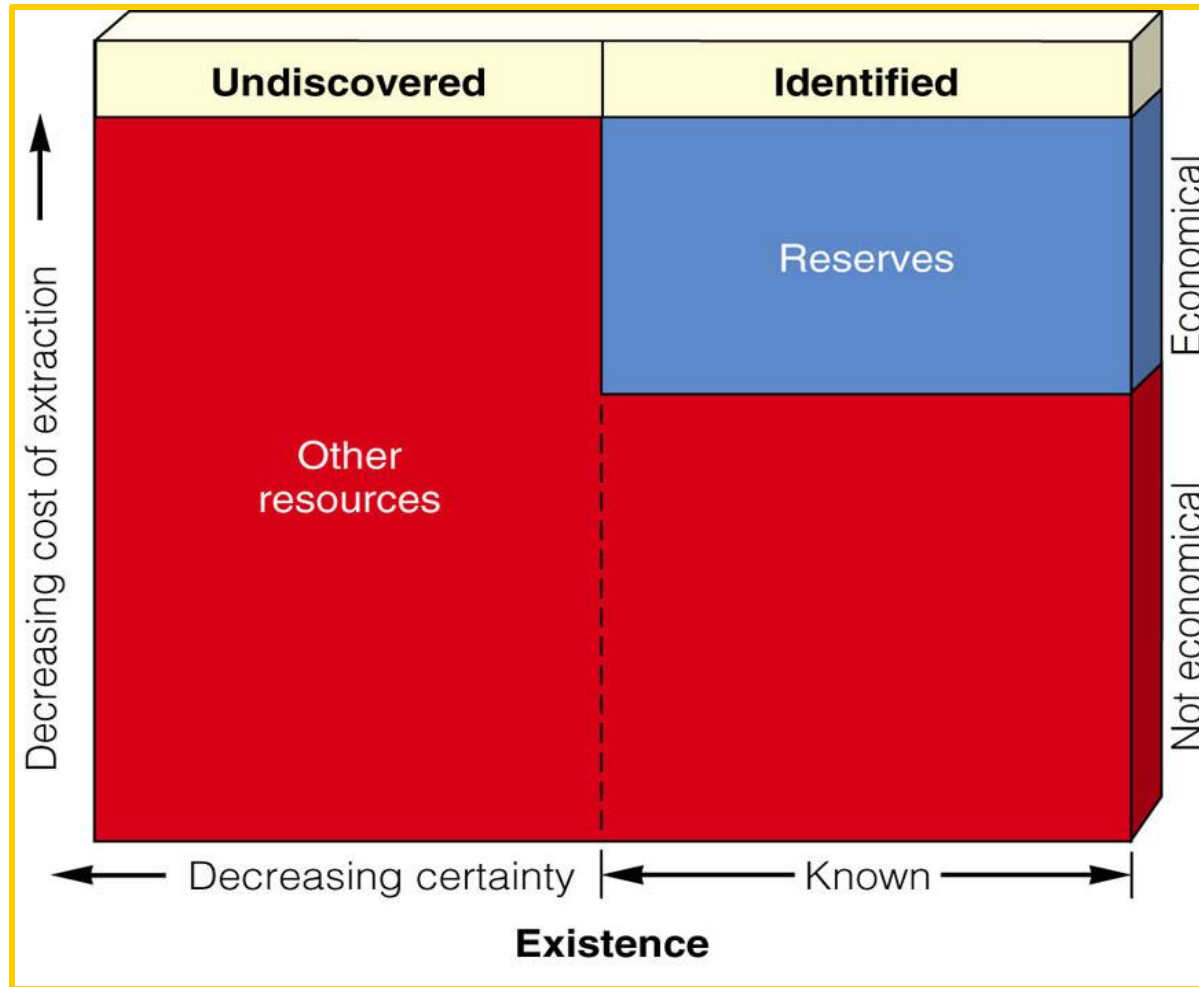 Undiscovered
Identified
Decreasing cost of extraction
Reserves
Economical
Other
resources
Not economical
Decreasing certainty
Known
Existence